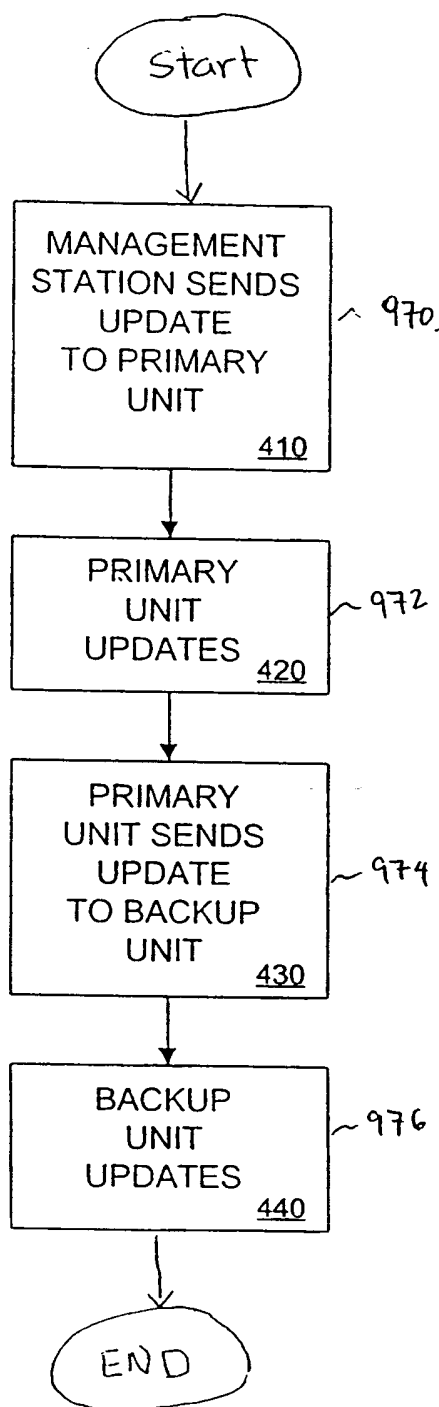 Start
MANAGEMENT
STATION SENDS
UPDATE
TO PRIMARY
UNIT
410
970
PRIMARY
UNIT
UPDATES
420
972
PRIMARY
UNIT SENDS
UPDATE
TO BACKUP
UNIT
430
974
BACKUP
UNIT
UPDATES
440
976
END